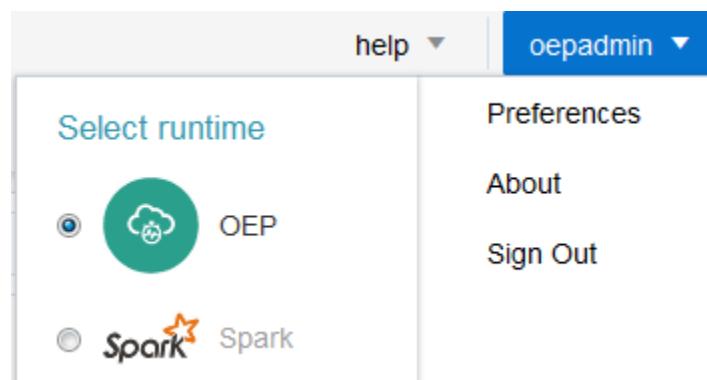 help
oepadmin
Select runtime
Preferences
OEP
About
Sign Out
Spark Spark